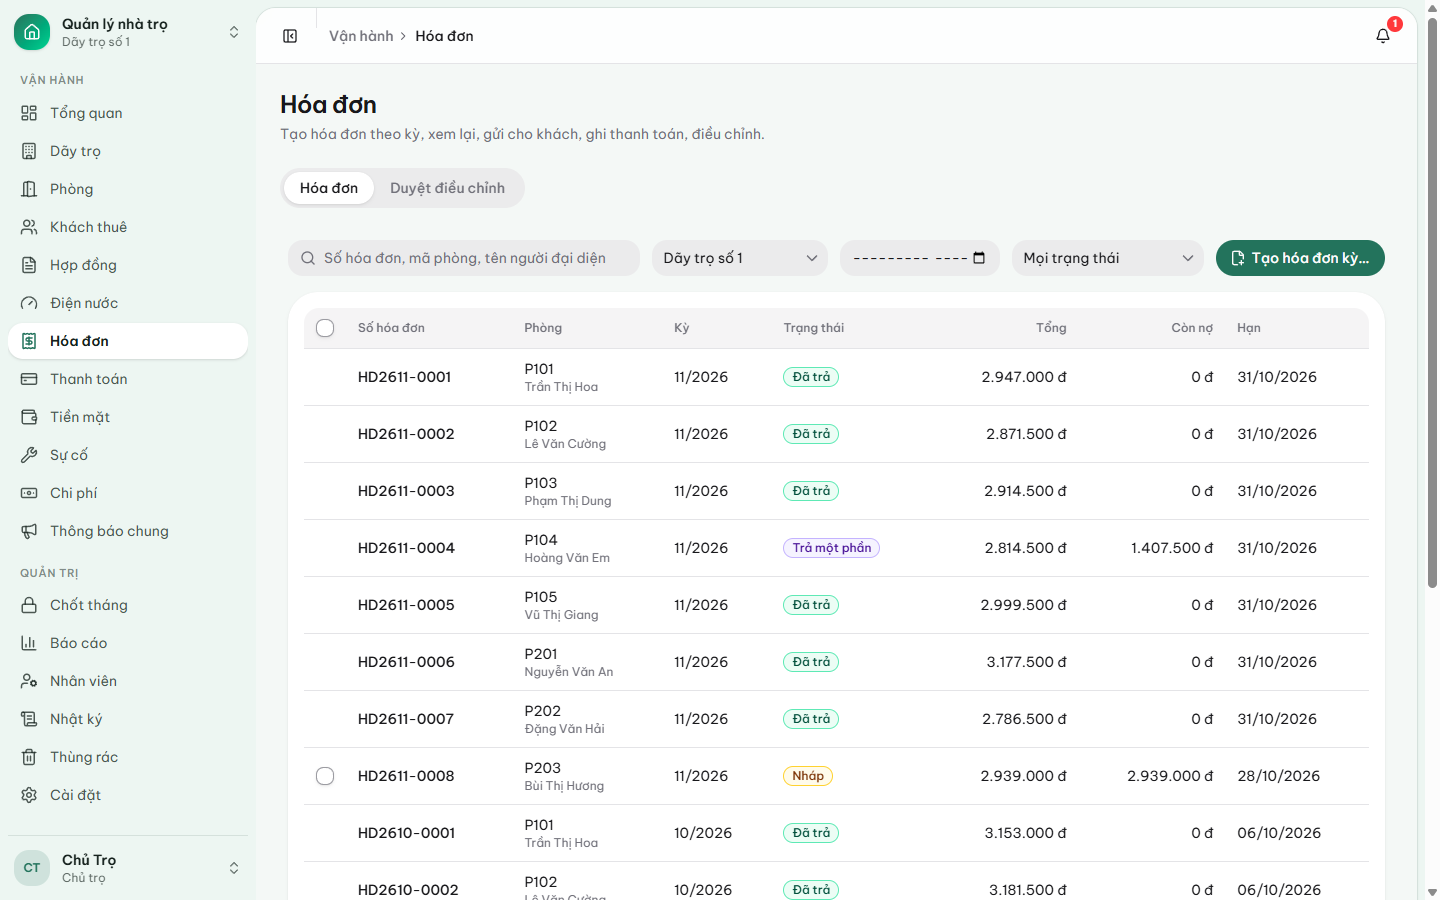 Quản lý nhà trọ
Dãy trọ số 1
VẬN HÀNH
Tổng quan
Dãy trọ
Phòng
Khách thuê
Hợp đồng
Điện nước
Hóa đơn
Thanh toán
Tiền mặt
Sự cố
Chi phí
Thông báo chung
QUẢN TRỊ
Chốt tháng
Báo cáo
Nhân viên
Nhật ký
Thùng rác
Cài đặt
CT
Chủ Trọ
Chủ trọ
Vận hành > Hóa đơn
1
Hóa đơn
Tạo hóa đơn theo kỳ, xem lại, gửi cho khách, ghi thanh toán, điều chỉnh.
Hóa đơn Duyệt điều chỉnh
Số hóa đơn, mã phòng, tên người đại diện Dãy trọ số 1 --------- ---- Mọi trạng thái Tạo hóa đơn kỳ...
Số hóa đơn Phòng Kỳ Trạng thái Tổng Còn nợ Hạn
HD2611-0001 P101 11/2026 Đã trả 2.947.000 đ 0 đ 31/10/2026
Trần Thị Hoa
HD2611-0002 P102 11/2026 Đã trả 2.871.500 đ 0 đ 31/10/2026
Lê Văn Cường
HD2611-0003 P103 11/2026 Đã trả 2.914.500 đ 0 đ 31/10/2026
Phạm Thị Dung
HD2611-0004 P104 11/2026 Trả một phần 2.814.500 đ 1.407.500 đ 31/10/2026
Hoàng Văn Em
HD2611-0005 P105 11/2026 Đã trả 2.999.500 đ 0 đ 31/10/2026
Vũ Thị Giang
HD2611-0006 P201 11/2026 Đã trả 3.177.500 đ 0 đ 31/10/2026
Nguyễn Văn An
HD2611-0007 P202 11/2026 Đã trả 2.786.500 đ 0 đ 31/10/2026
Đặng Văn Hải
HD2611-0008 P203 11/2026 Nháp 2.939.000 đ 2.939.000 đ 28/10/2026
Bùi Thị Hương
HD2610-0001 P101 10/2026 Đã trả 3.153.000 đ 0 đ 06/10/2026
Trần Thị Hoa
HD2610-0002 P102 10/2026 Đã trả 3.181.500 đ 0 đ 06/10/2026
Lê Văn Cường